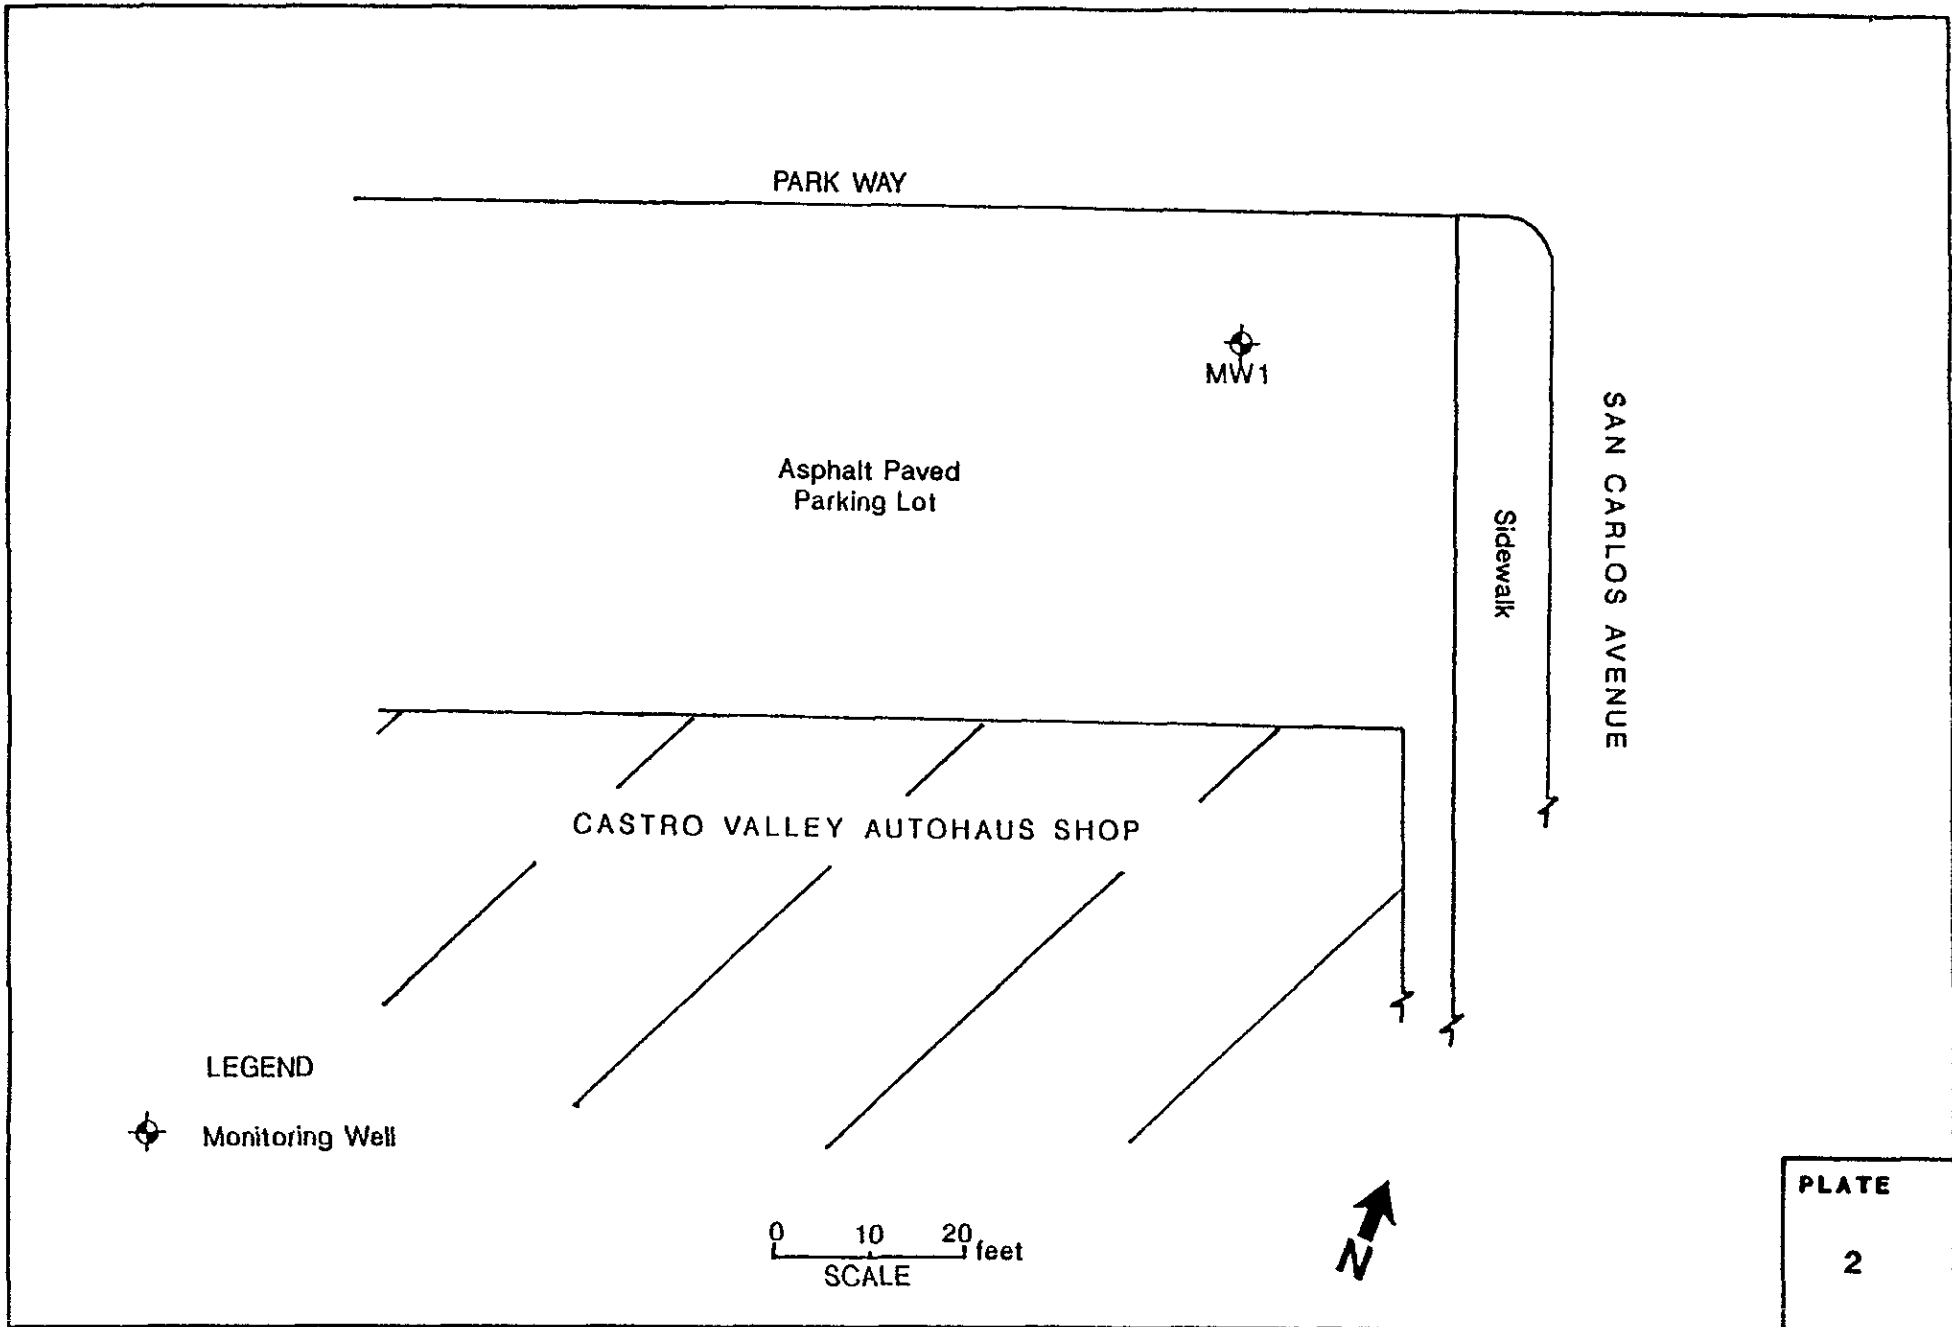 PARK WAY
MW1
Asphalt Paved
Parking Lot
Sidewalk
SAN CARLOS AVENUE
CASTRO VALLEY AUTOHAUS SHOP
LEGEND
Monitoring Well
0 10 20 feet
SCALE
N
PLATE
2